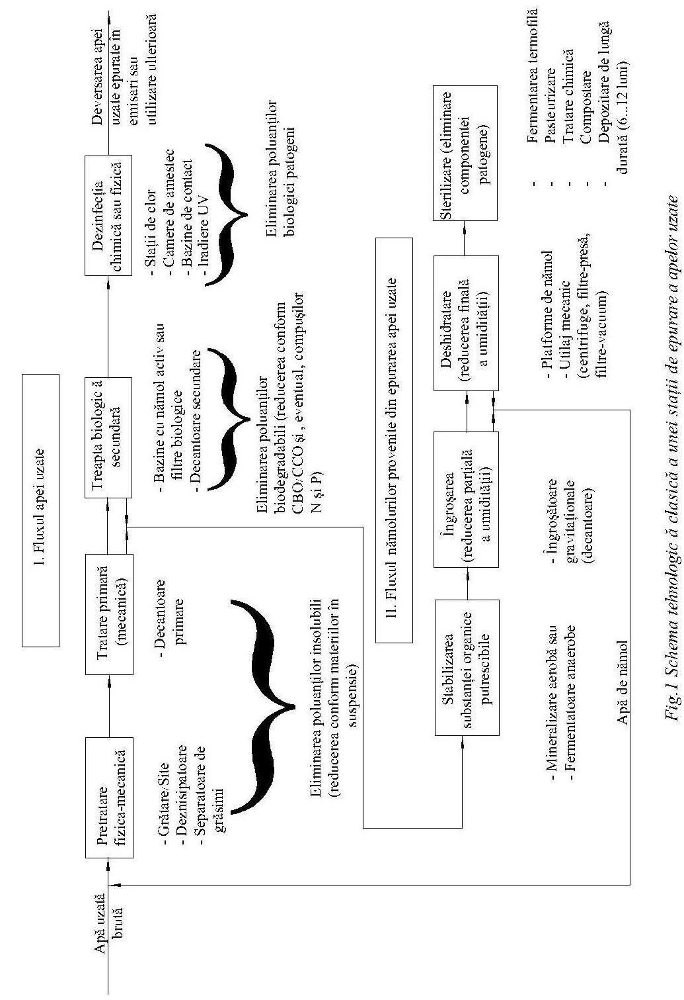 I. Fluxul apei uzate
Apă uzată
brută
Pretratare
fizica-mecanică
Tratare primară
(mecanică)
Treapta biologic ă
secundară
Dezinfecția
chimică sau fizică
Deversarea apei
uzate epurate în
emisari sau
utilizare ulterioară
- Grătare/Site
- Deznisipatoare
- Separatoare de
grăsimi
- Decantoare
primare
Eliminarea poluanților insolubili
(reducerea conform materiilor în
suspensie)
- Bazine cu nămol activ sau
filtre biologice
- Decantoare secundare
Eliminarea poluanților
biodegradabili (reducerea conform
CBO/CCO și , eventual, compușilor
N și P)
- Stații de clor
- Camere de amestec
- Bazine de contact
- Iradiere UV
Eliminarea poluanților
biologici patogeni
II. Fluxul nămolurilor provenite din epurarea apei uzate
Stabilizarea
substanței organice
putrescibile
Îngroșarea
(reducerea parțială
a umidității)
Deshidratare
(reducerea finală
a umidității)
Sterilizare (eliminare
componentei
patogene)
- Mineralizare aerobă sau
- Fermentatoare anaerobe
- Îngroșătoare
gravitaționale
(decantoare)
- Platforme de nămol
- Utilaj mecanic
(centrifuge, filtre-presă,
filtre-vacuum)
- Fermentarea termofilă
- Pasteurizare
- Tratare chimică
- Compostare
- Depozitare de lungă
durată (6...12 luni)
Apă de nămol
Fig.1 Schema tehnologic ă clasică a unei stații de epurare a apelor uzate